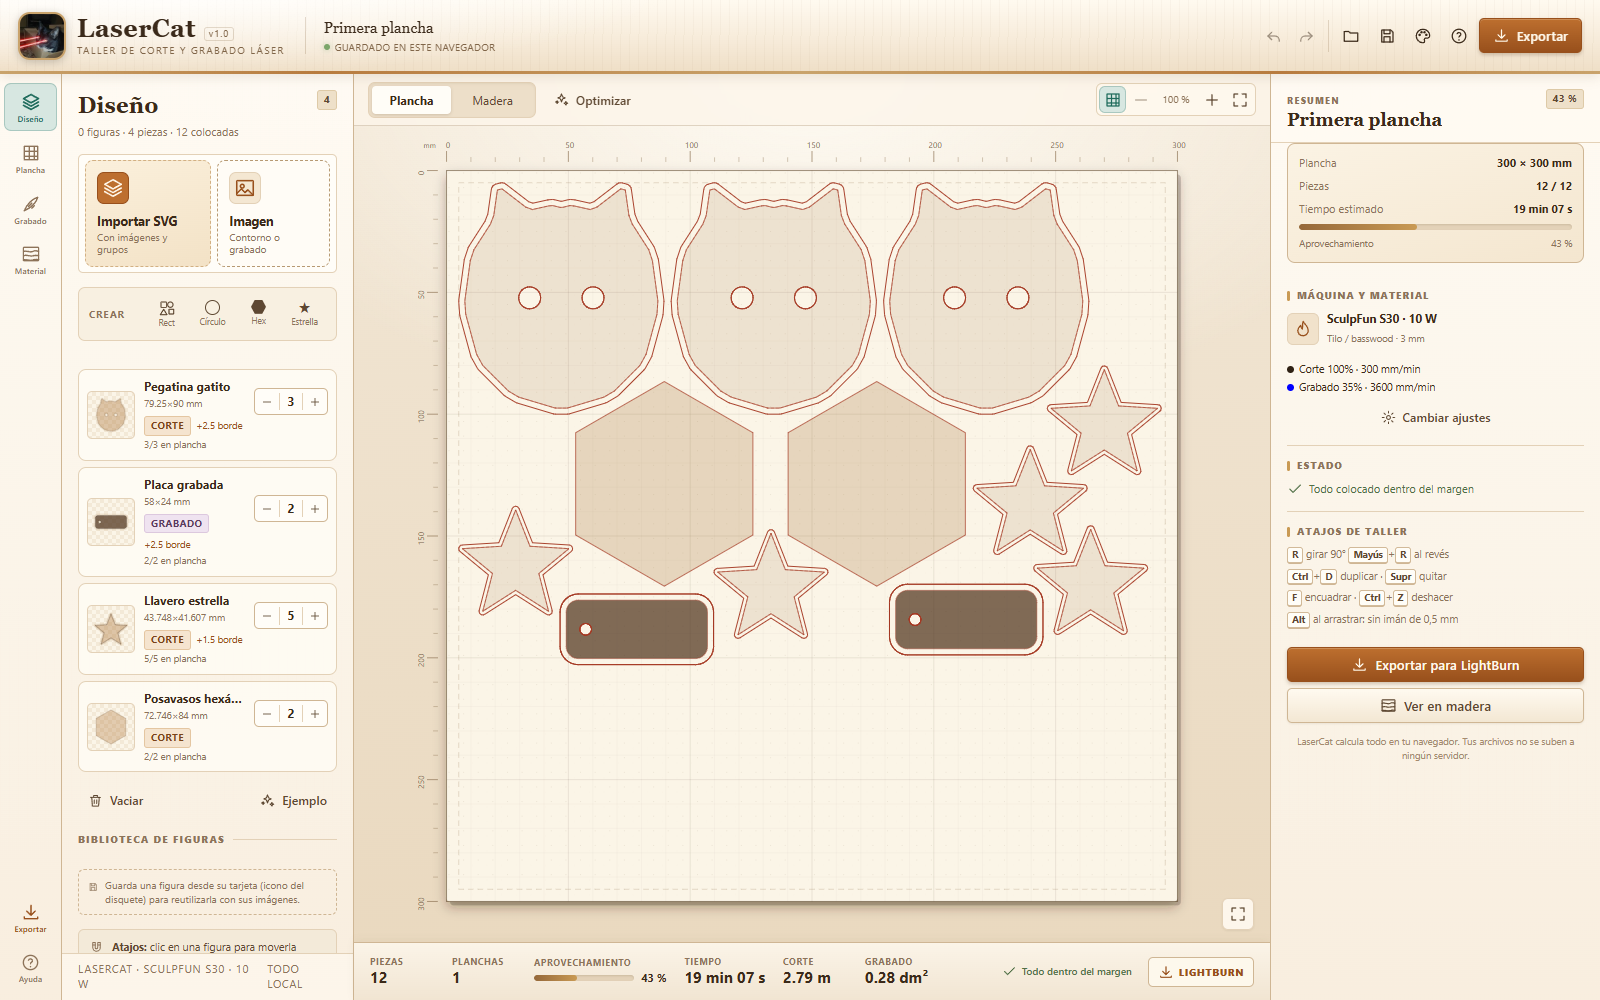 LaserCat v1.0
TALLER DE CORTE Y GRABADO LÁSER
Primera plancha
GUARDADO EN ESTE NAVEGADOR
Exportar
Diseño
Plancha
Grabado
Material
Exportar
Ayuda
Diseño
4
0 figuras · 4 piezas · 12 colocadas
Importar SVG
Con imágenes y
grupos
Imagen
Contorno o
grabado
CREAR
Rect
Círculo
Hex
Estrella
Pegatina gatito
79.25×90 mm
CORTE +2.5 borde
3/3 en plancha
− 3 +
Placa grabada
58×24 mm
GRABADO
+2.5 borde
2/2 en plancha
− 2 +
Llavero estrella
43.748×41.607 mm
CORTE +1.5 borde
5/5 en plancha
− 5 +
Posavasos hexá...
72.746×84 mm
CORTE
2/2 en plancha
− 2 +
Vaciar
Ejemplo
BIBLIOTECA DE FIGURAS
Guarda una figura desde su tarjeta (icono del
disquete) para reutilizarla con sus imágenes.
Atajos: clic en una figura para moverla
LASERCAT · SCULPFUN S30 · 10
W
TODO
LOCAL
Plancha
Madera
Optimizar
− 100 % +
mm 0 50 100 150 200 250 300
0
50
100
150
200
250
300
PIEZAS
12
PLANCHAS
1
APROVECHAMIENTO
43 %
TIEMPO
19 min 07 s
CORTE
2.79 m
GRABADO
0.28 dm²
Todo dentro del margen
LIGHTBURN
RESUMEN
43 %
Primera plancha
Plancha 300 × 300 mm
Piezas 12 / 12
Tiempo estimado 19 min 07 s
Aprovechamiento 43 %
MÁQUINA Y MATERIAL
SculpFun S30 · 10 W
Tilo / basswood · 3 mm
Corte 100% · 300 mm/min
Grabado 35% · 3600 mm/min
Cambiar ajustes
ESTADO
Todo colocado dentro del margen
ATAJOS DE TALLER
R girar 90° Mayús + R al revés
Ctrl + D duplicar · Supr quitar
F encuadrar · Ctrl + Z deshacer
Alt al arrastrar: sin imán de 0,5 mm
Exportar para LightBurn
Ver en madera
LaserCat calcula todo en tu navegador. Tus archivos no se suben a
ningún servidor.